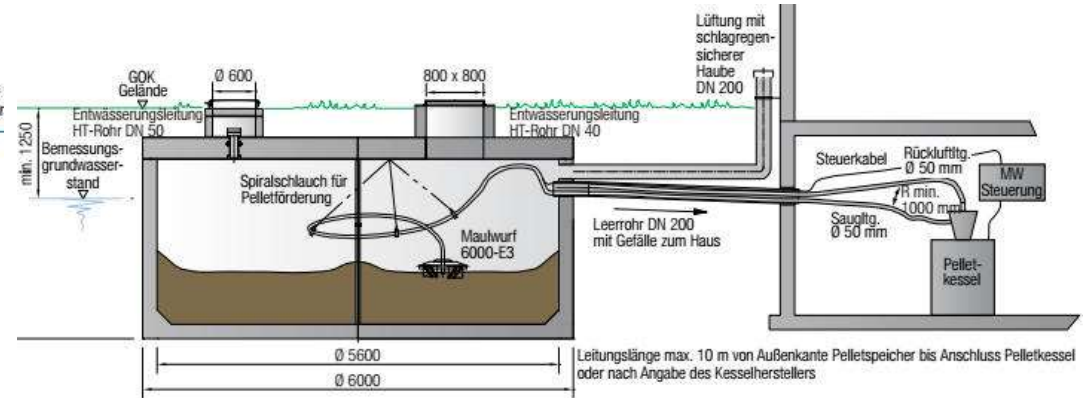 Lüftung mit
schlagregen-
sicherer
Haube
DN 200
GOK
Gelände
Ø 600
800 x 800
Entwässerungsleitung
HT-Rohr DN 50
Entwässerungsleitung
HT-Rohr DN 40
min. 1250
Bemessungs-
grundwasser-
stand
Spiralschlauch für
Pelletförderung
Maulwurf
6000-E3
Steuerkabel
Rückluftltg.
Ø 50 mm
MW
Steuerung
R min.
1000 mm
Saugltg.
Ø 50 mm
Leerrohr DN 200
mit Gefälle zum Haus
Pellet-
kessel
Ø 5600
Ø 6000
Leitungslänge max. 10 m von Außenkante Pelletspeicher bis Anschluss Pelletkessel
oder nach Angabe des Kesselherstellers